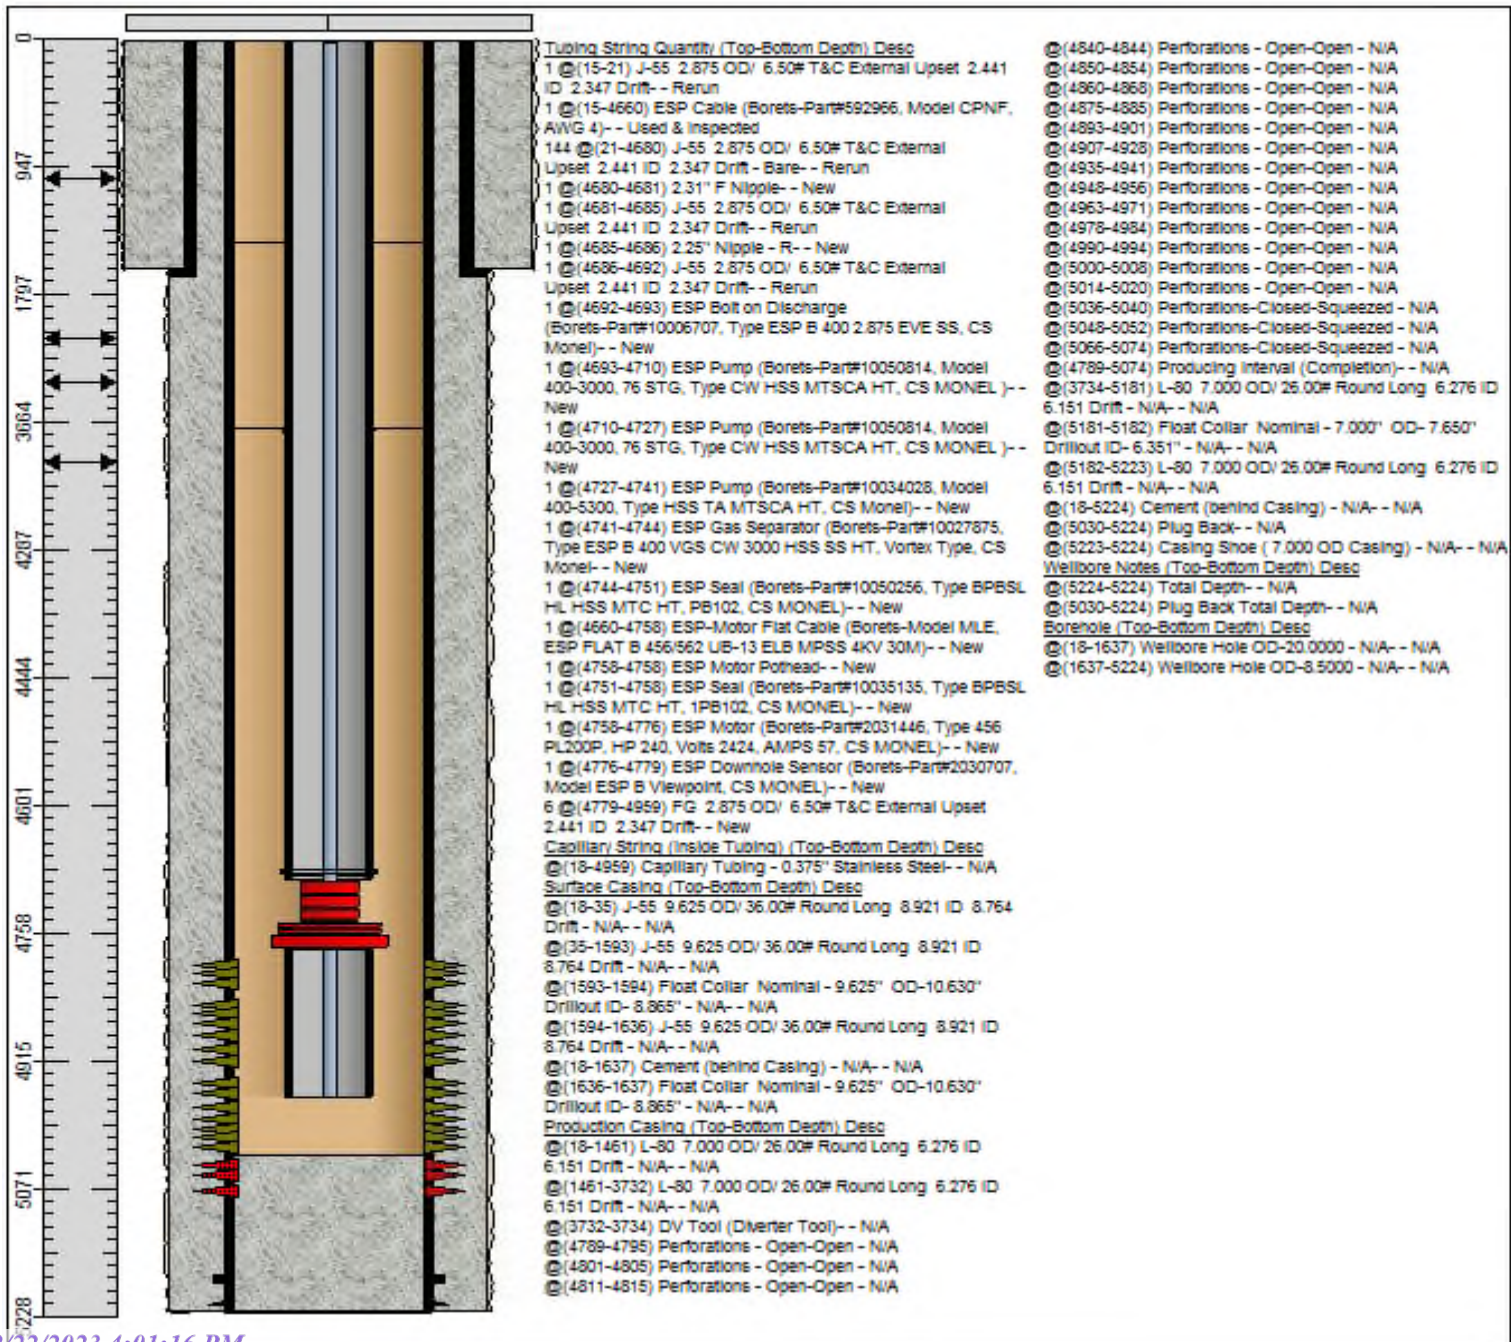 0
947
1797
3664
4287
4444
4601
4758
4915
5071
5228
Tubing String Quantity (Top-Bottom Depth) Desc
1 @(15-21) J-55 2.875 OD/ 6.50# T&C External Upset 2.441
ID 2.347 Drift- - Rerun
1 @(15-4660) ESP Cable (Borets-Part#592966, Model CPNF,
AWG 4)- - Used & Inspected
144 @(21-4680) J-55 2.875 OD/ 6.50# T&C External
Upset 2.441 ID 2.347 Drift - Bare- - Rerun
1 @(4680-4681) 2.31" F Nipple- - New
1 @(4681-4685) J-55 2.875 OD/ 6.50# T&C External
Upset 2.441 ID 2.347 Drift- - Rerun
1 @(4685-4686) 2.25" Nipple - R- - New
1 @(4686-4692) J-55 2.875 OD/ 6.50# T&C External
Upset 2.441 ID 2.347 Drift- - Rerun
1 @(4692-4693) ESP Bolt on Discharge
(Borets-Part#10006707, Type ESP B 400 2.875 EVE SS, CS
Monel)- - New
1 @(4693-4710) ESP Pump (Borets-Part#10050814, Model
400-3000, 76 STG, Type CW HSS MTSCA HT, CS MONEL )- -
New
1 @(4710-4727) ESP Pump (Borets-Part#10050814, Model
400-3000, 76 STG, Type CW HSS MTSCA HT, CS MONEL )- -
New
1 @(4727-4741) ESP Pump (Borets-Part#10034028, Model
400-5300, Type HSS TA MTSCA HT, CS Monel)- - New
1 @(4741-4744) ESP Gas Separator (Borets-Part#10027875,
Type ESP B 400 VGS CW 3000 HSS SS HT, Vortex Type, CS
Monel- - New
1 @(4744-4751) ESP Seal (Borets-Part#10050256, Type BPBSL
HL HSS MTC HT, PB102, CS MONEL)- - New
1 @(4660-4758) ESP-Motor Flat Cable (Borets-Model MLE,
ESP FLAT B 456/562 UB-13 ELB MPSS 4KV 30M)- - New
1 @(4758-4758) ESP Motor Pothead- - New
1 @(4751-4758) ESP Seal (Borets-Part#10035135, Type BPBSL
HL HSS MTC HT, 1PB102, CS MONEL)- - New
1 @(4758-4776) ESP Motor (Borets-Part#2031446, Type 456
PL200P, HP 240, Volts 2424, AMPS 57, CS MONEL)- - New
1 @(4776-4779) ESP Downhole Sensor (Borets-Part#2030707,
Model ESP B Viewpoint, CS MONEL)- - New
6 @(4779-4959) FG 2.875 OD/ 6.50# T&C External Upset
2.441 ID 2.347 Drift- - New
Capillary String (Inside Tubing) (Top-Bottom Depth) Desc
@(18-4959) Capillary Tubing - 0.375" Stainless Steel- - N/A
Surface Casing (Top-Bottom Depth) Desc
@(18-35) J-55 9.625 OD/ 36.00# Round Long 8.921 ID 8.764
Drift - N/A- - N/A
@(35-1593) J-55 9.625 OD/ 36.00# Round Long 8.921 ID
8.764 Drift - N/A- - N/A
@(1593-1594) Float Collar Nominal - 9.625" OD-10.630"
Drillout ID- 8.865" - N/A- - N/A
@(1594-1636) J-55 9.625 OD/ 36.00# Round Long 8.921 ID
8.764 Drift - N/A- - N/A
@(18-1637) Cement (behind Casing) - N/A- - N/A
@(1636-1637) Float Collar Nominal - 9.625" OD-10.630"
Drillout ID- 8.865" - N/A- - N/A
Production Casing (Top-Bottom Depth) Desc
@(18-1461) L-80 7.000 OD/ 26.00# Round Long 6.276 ID
6.151 Drift - N/A- - N/A
@(1461-3732) L-80 7.000 OD/ 26.00# Round Long 6.276 ID
6.151 Drift - N/A- - N/A
@(3732-3734) DV Tool (Diverter Tool)- - N/A
@(4789-4795) Perforations - Open-Open - N/A
@(4801-4805) Perforations - Open-Open - N/A
@(4811-4815) Perforations - Open-Open - N/A
@(4840-4844) Perforations - Open-Open - N/A
@(4850-4854) Perforations - Open-Open - N/A
@(4860-4868) Perforations - Open-Open - N/A
@(4875-4885) Perforations - Open-Open - N/A
@(4893-4901) Perforations - Open-Open - N/A
@(4907-4928) Perforations - Open-Open - N/A
@(4935-4941) Perforations - Open-Open - N/A
@(4948-4956) Perforations - Open-Open - N/A
@(4963-4971) Perforations - Open-Open - N/A
@(4978-4984) Perforations - Open-Open - N/A
@(4990-4994) Perforations - Open-Open - N/A
@(5000-5008) Perforations - Open-Open - N/A
@(5014-5020) Perforations - Open-Open - N/A
@(5036-5040) Perforations-Closed-Squeezed - N/A
@(5048-5052) Perforations-Closed-Squeezed - N/A
@(5066-5074) Perforations-Closed-Squeezed - N/A
@(4789-5074) Producing Interval (Completion)- - N/A
@(3734-5181) L-80 7.000 OD/ 26.00# Round Long 6.276 ID
6.151 Drift - N/A- - N/A
@(5181-5182) Float Collar Nominal - 7.000" OD- 7.650"
Drillout ID- 6.351" - N/A- - N/A
@(5182-5223) L-80 7.000 OD/ 26.00# Round Long 6.276 ID
6.151 Drift - N/A- - N/A
@(18-5224) Cement (behind Casing) - N/A- - N/A
@(5030-5224) Plug Back- - N/A
@(5223-5224) Casing Shoe ( 7.000 OD Casing) - N/A- - N/A
Wellbore Notes (Top-Bottom Depth) Desc
@(5224-5224) Total Depth- - N/A
@(5030-5224) Plug Back Total Depth- - N/A
Borehole (Top-Bottom Depth) Desc
@(18-1637) Wellbore Hole OD-20.0000 - N/A- - N/A
@(1637-5224) Wellbore Hole OD-8.5000 - N/A- - N/A
4:01:16 PM